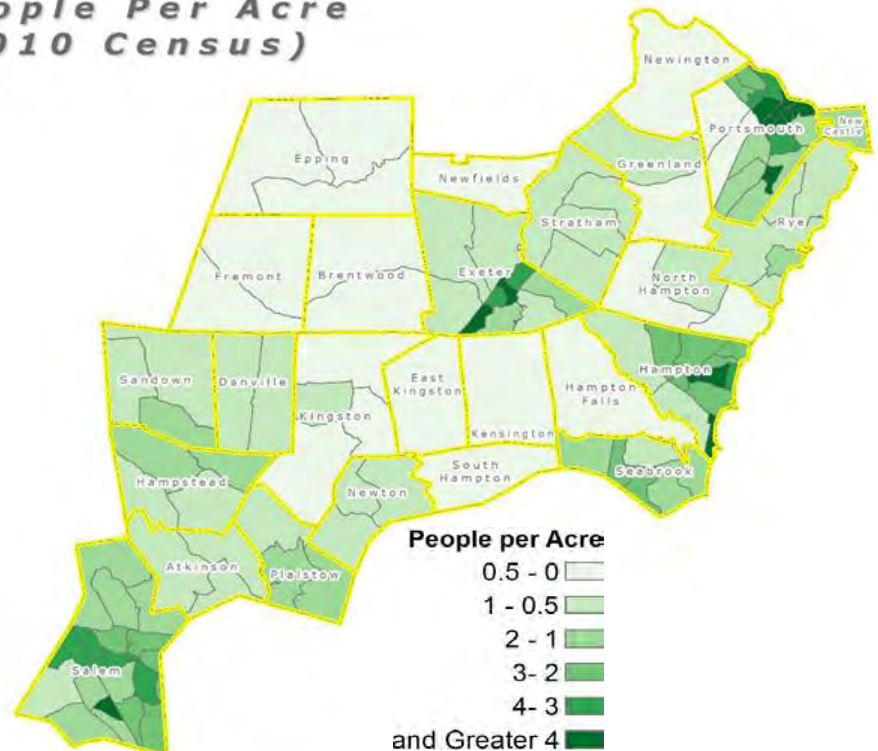 ople Per Acre
010 Census)
Newington
Portsmouth
New
Castle
Epping
Greenland
Newfields
Stratham
Rye
Fremont
Brentwood
Exeter
North
Hampton
Sandown
Danville
East
Kingston
Hampton
Hampton
Falls
Kingston
Kensington
Hampstead
South
Hampton
Seabrook
Newton
Atkinson
Plaistow
Salem
People per Acre
0.5 - 0
1 - 0.5
2 - 1
3- 2
4- 3
and Greater 4